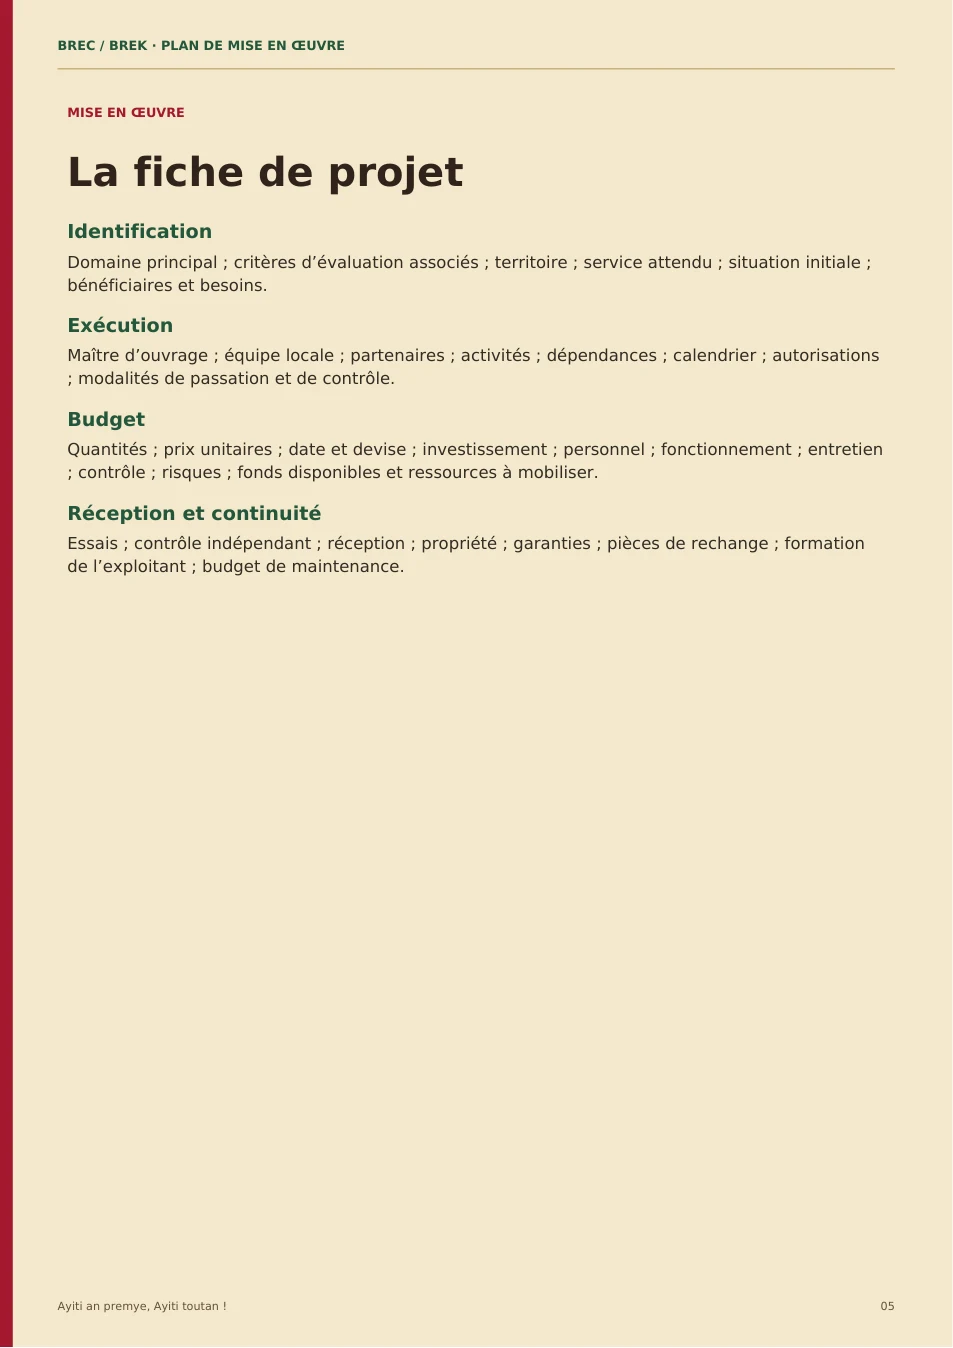 BREC / BREK · PLAN DE MISE EN ŒUVRE
MISE EN ŒUVRE
La fiche de projet
Identification
Domaine principal ; critères d’évaluation associés ; territoire ; service attendu ; situation initiale ;
bénéficiaires et besoins.
Exécution
Maître d’ouvrage ; équipe locale ; partenaires ; activités ; dépendances ; calendrier ; autorisations
; modalités de passation et de contrôle.
Budget
Quantités ; prix unitaires ; date et devise ; investissement ; personnel ; fonctionnement ; entretien
; contrôle ; risques ; fonds disponibles et ressources à mobiliser.
Réception et continuité
Essais ; contrôle indépendant ; réception ; propriété ; garanties ; pièces de rechange ; formation
de l’exploitant ; budget de maintenance.
Ayiti an premye, Ayiti toutan !
05